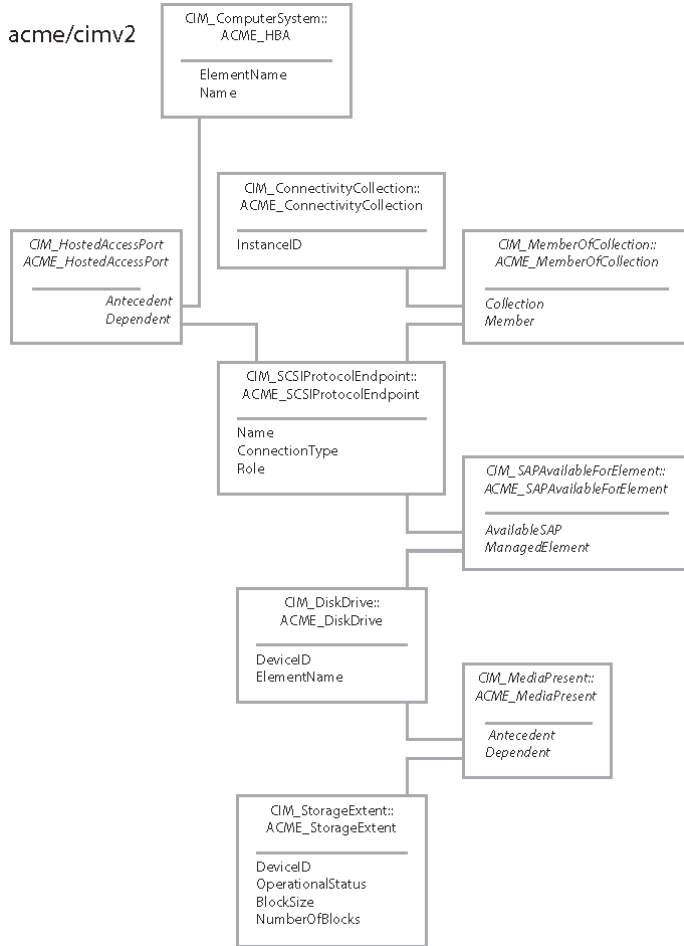 acme/cimv2
CIM_ComputerSystem::
ACME_HBA
ElementName
Name
CIM_ConnectivityCollection::
ACME_ConnectivityCollection
InstanceID
CIM_HostedAccessPort
ACME_HostedAccessPort
Antecedent
Dependent
CIM_MemberOfCollection::
ACME_MemberOfCollection
Collection
Member
CIM_SCSIProtocolEndpoint::
ACME_SCSIProtocolEndpoint
Name
ConnectionType
Role
CIM_SAPAvailableForElement::
ACME_SAPAvailableForElement
AvailableSAP
ManagedElement
CIM_DiskDrive::
ACME_DiskDrive
DeviceID
ElementName
CIM_MediaPresent::
ACME_MediaPresent
Antecedent
Dependent
CIM_StorageExtent::
ACME_StorageExtent
DeviceID
OperationalStatus
BlockSize
NumberOfBlocks